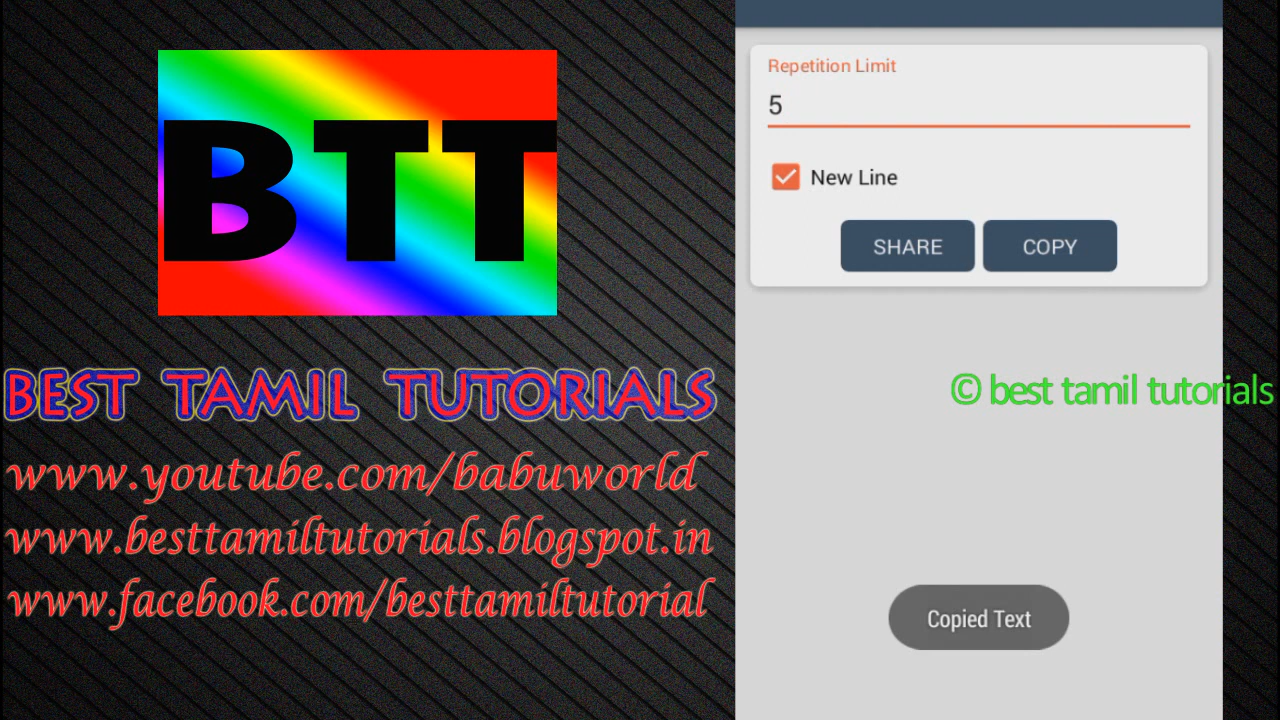 BTT
BEST TAMIL TUTORIALS
www.youtube.com/babuworld
www.besttamiltutorials.blogspot.in
www.facebook.com/besttamiltutorial
Repetition Limit
5
New Line
SHARE COPY
© best tamil tutorials
Copied Text